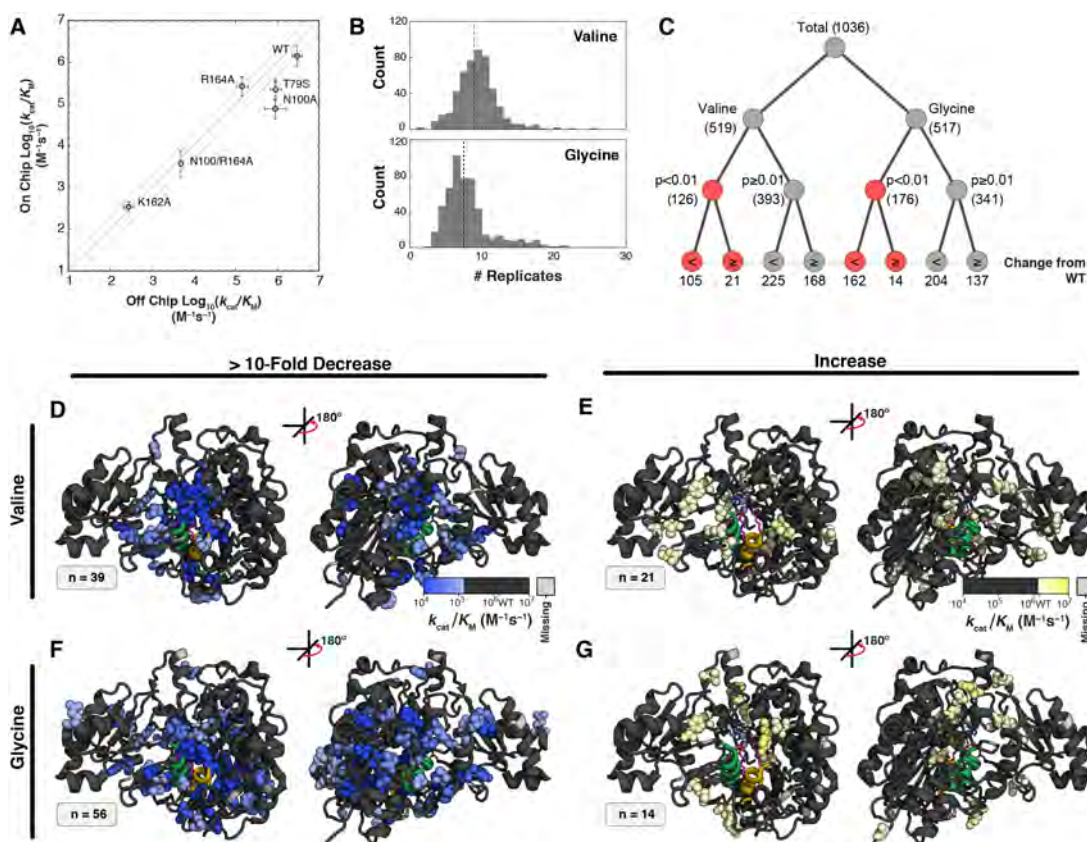 A
On Chip Log10(kcat/KM)
(M⁻¹s⁻¹)
7
6
5
4
3
2
1
WT
R164A
T79S
N100A
N100/R164A
K162A
1 2 3 4 5 6 7
Off Chip Log10(kcat/KM)
(M⁻¹s⁻¹)
B
Valine
Count
120
80
40
0
Glycine
Count
120
80
40
0
0 10 20 30
# Replicates
C
Total (1036)
Valine
(519)
Glycine
(517)
p<0.01
(126)
p≥0.01
(393)
p<0.01
(176)
p≥0.01
(341)
< ≥ < ≥ < ≥ < ≥
105 21 225 168 162 14 204 137
Change from
WT
> 10-Fold Decrease
Increase
Valine
D
180°
n = 39
10⁴ 10⁵ 10⁶WT 10⁷
kcat/KM (M⁻¹s⁻¹)
Missing
E
180°
n = 21
10⁴ 10⁵ 10⁶WT 10⁷
kcat/KM (M⁻¹s⁻¹)
Missing
Glycine
F
180°
n = 56
G
180°
n = 14